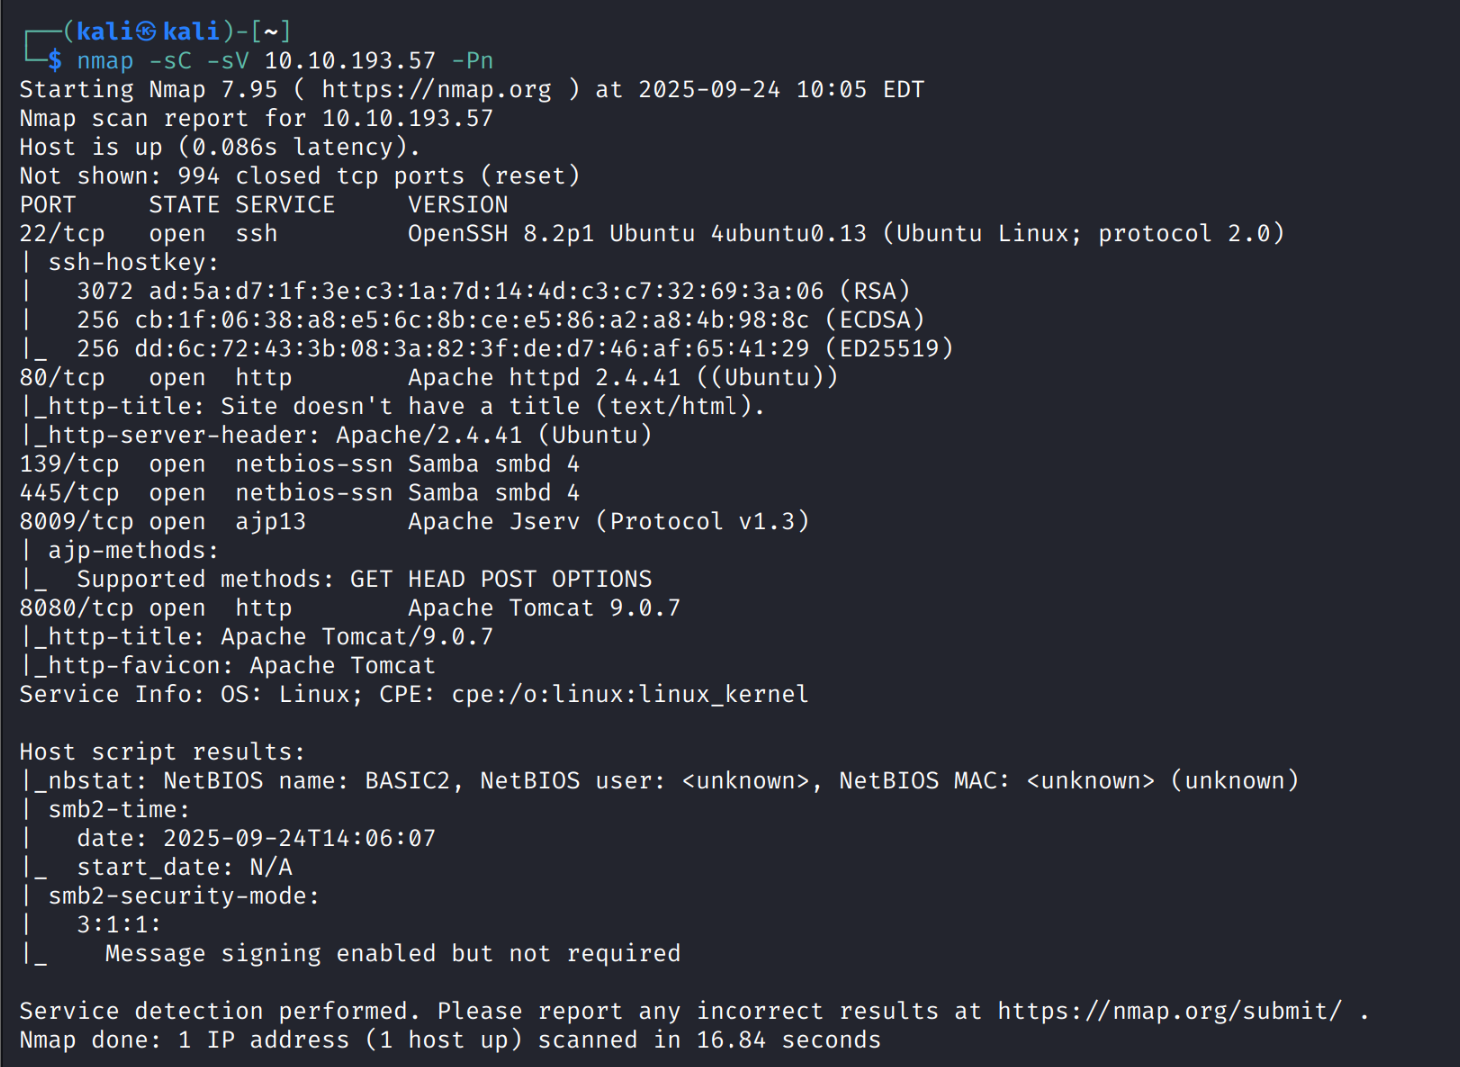 ┌──(kali㉿kali)-[~]
└─$ nmap -sC -sV 10.10.193.57 -Pn
Starting Nmap 7.95 ( https://nmap.org ) at 2025-09-24 10:05 EDT
Nmap scan report for 10.10.193.57
Host is up (0.086s latency).
Not shown: 994 closed tcp ports (reset)
PORT     STATE SERVICE     VERSION
22/tcp   open  ssh         OpenSSH 8.2p1 Ubuntu 4ubuntu0.13 (Ubuntu Linux; protocol 2.0)
| ssh-hostkey:
|   3072 ad:5a:d7:1f:3e:c3:1a:7d:14:4d:c3:c7:32:69:3a:06 (RSA)
|   256 cb:1f:06:38:a8:e5:6c:8b:ce:e5:86:a2:a8:4b:98:8c (ECDSA)
|_  256 dd:6c:72:43:3b:08:3a:82:3f:de:d7:46:af:65:41:29 (ED25519)
80/tcp   open  http        Apache httpd 2.4.41 ((Ubuntu))
|_http-title: Site doesn't have a title (text/html).
|_http-server-header: Apache/2.4.41 (Ubuntu)
139/tcp  open  netbios-ssn Samba smbd 4
445/tcp  open  netbios-ssn Samba smbd 4
8009/tcp open  ajp13       Apache Jserv (Protocol v1.3)
| ajp-methods:
|_  Supported methods: GET HEAD POST OPTIONS
8080/tcp open  http        Apache Tomcat 9.0.7
|_http-title: Apache Tomcat/9.0.7
|_http-favicon: Apache Tomcat
Service Info: OS: Linux; CPE: cpe:/o:linux:linux_kernel

Host script results:
|_nbstat: NetBIOS name: BASIC2, NetBIOS user: <unknown>, NetBIOS MAC: <unknown> (unknown)
| smb2-time:
|   date: 2025-09-24T14:06:07
|_  start_date: N/A
| smb2-security-mode:
|   3:1:1:
|_    Message signing enabled but not required

Service detection performed. Please report any incorrect results at https://nmap.org/submit/ .
Nmap done: 1 IP address (1 host up) scanned in 16.84 seconds